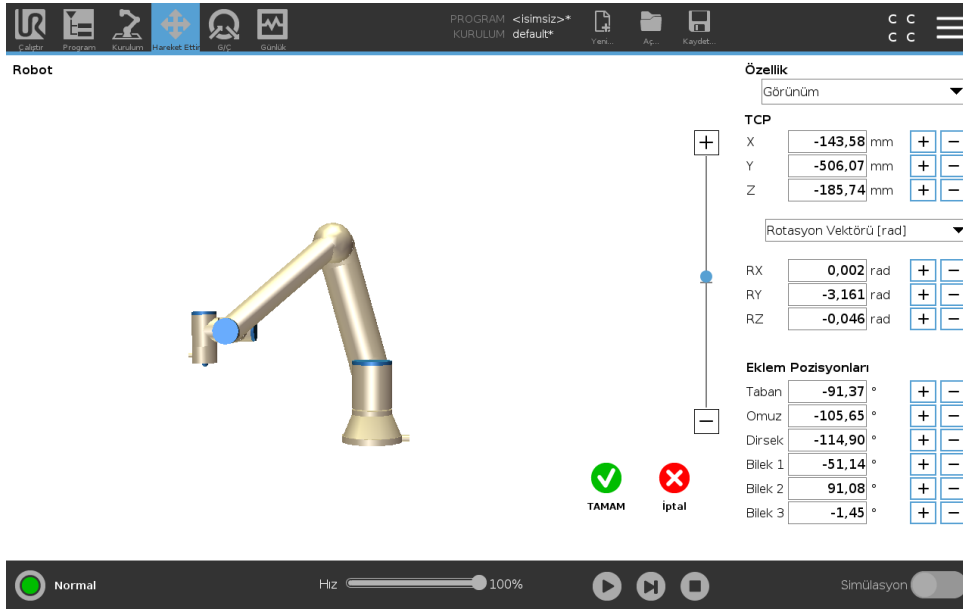 PROGRAM <isimsiz>*
KURULUM default*
C C
C C
Çalıştır Program Kurulum Hareket Ettir G/Ç Günlük Yeni... Aç... Kaydet...
Robot
Özellik
Görünüm
TCP
X -143,58 mm + −
Y -506,07 mm + −
Z -185,74 mm + −
Rotasyon Vektörü [rad]
RX 0,002 rad + −
RY -3,161 rad + −
RZ -0,046 rad + −
Eklem Pozisyonları
Taban -91,37 ° + −
Omuz -105,65 ° + −
Dirsek -114,90 ° + −
Bilek 1 -51,14 ° + −
Bilek 2 91,08 ° + −
Bilek 3 -1,45 ° + −
+
−
TAMAM İptal
Normal Hız 100% Simülasyon